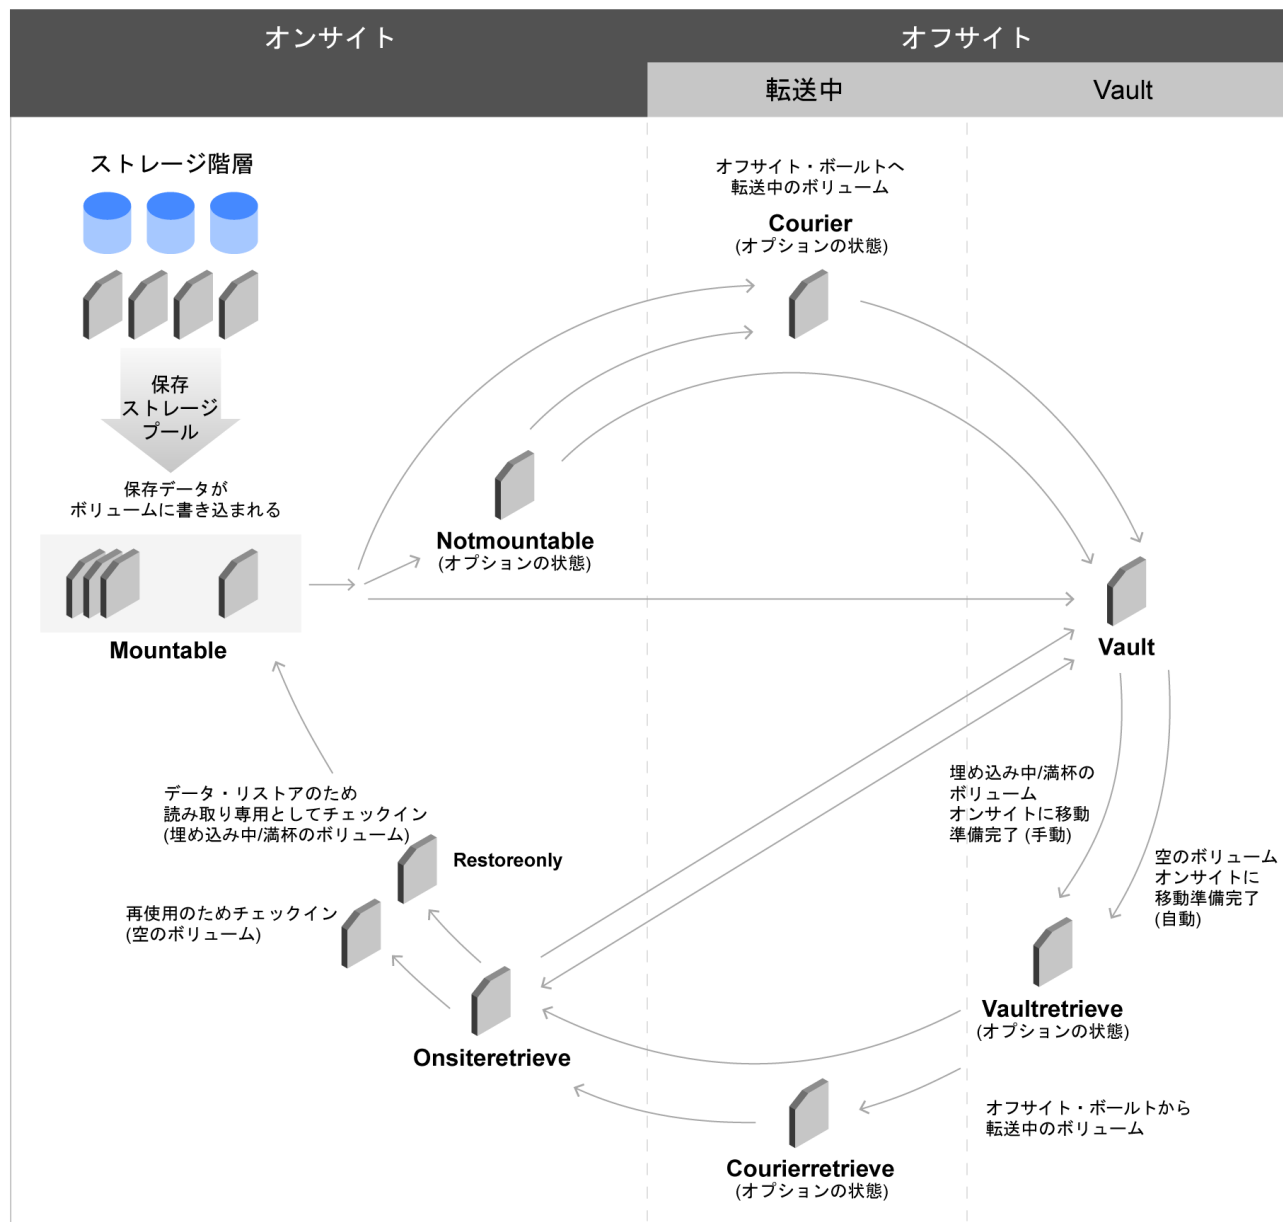 オンサイト
オフサイト
転送中
Vault
ストレージ階層
保存
ストレージ
プール
保存データが
ボリュームに書き込まれる
Mountable
オフサイト・ボールトへ
転送中のボリューム
Courier
(オプションの状態)
Notmountable
(オプションの状態)
Vault
埋め込み中/満杯の
ボリューム
オンサイトに移動
準備完了 (手動)
空のボリューム
オンサイトに
移動準備完了
(自動)
データ・リストアのため
読み取り専用としてチェックイン
(埋め込み中/満杯のボリューム)
Restoreonly
再使用のためチェックイン
(空のボリューム)
Onsiteretrieve
Vaultretrieve
(オプションの状態)
オフサイト・ボールトから
転送中のボリューム
Courierretrieve
(オプションの状態)